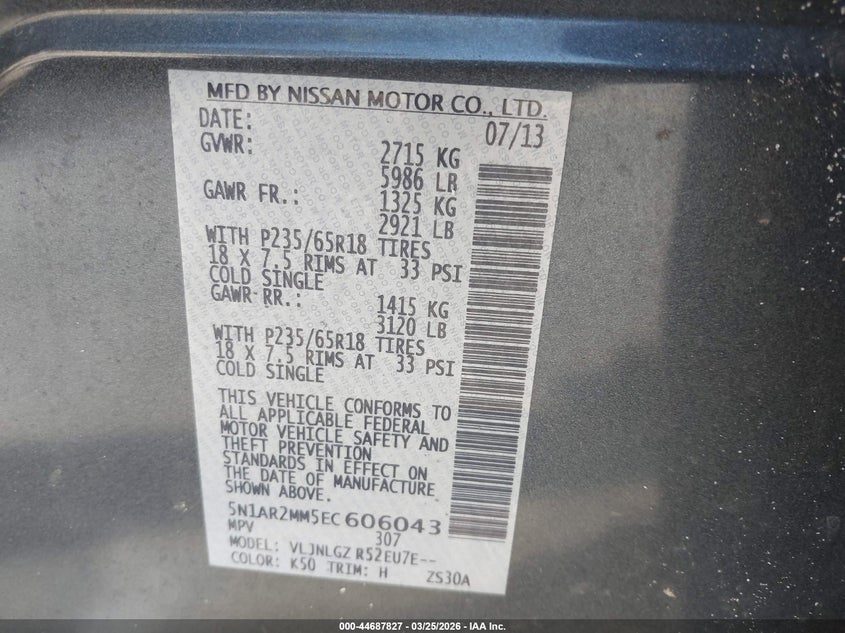 MFD BY NISSAN MOTOR CO., LTD.
DATE: 07/13
GVWR: 2715 KG
5986 LB
GAWR FR.: 1325 KG
2921 LB
WITH P235/65R18 TIRES
18 X 7.5 RIMS AT 33 PSI
COLD SINGLE
GAWR RR.: 1415 KG
3120 LB
WITH P235/65R18 TIRES
18 X 7.5 RIMS AT 33 PSI
COLD SINGLE
THIS VEHICLE CONFORMS TO
ALL APPLICABLE FEDERAL
MOTOR VEHICLE SAFETY AND
THEFT PREVENTION
STANDARDS IN EFFECT ON
THE DATE OF MANUFACTURE
SHOWN ABOVE.
5N1AR2MM5EC606043
MPV 307
MODEL: VLJNLGZ R52EU7E--
COLOR: K50 TRIM: H ZS30A
000-44687827 - 03/25/2026 - IAA Inc.